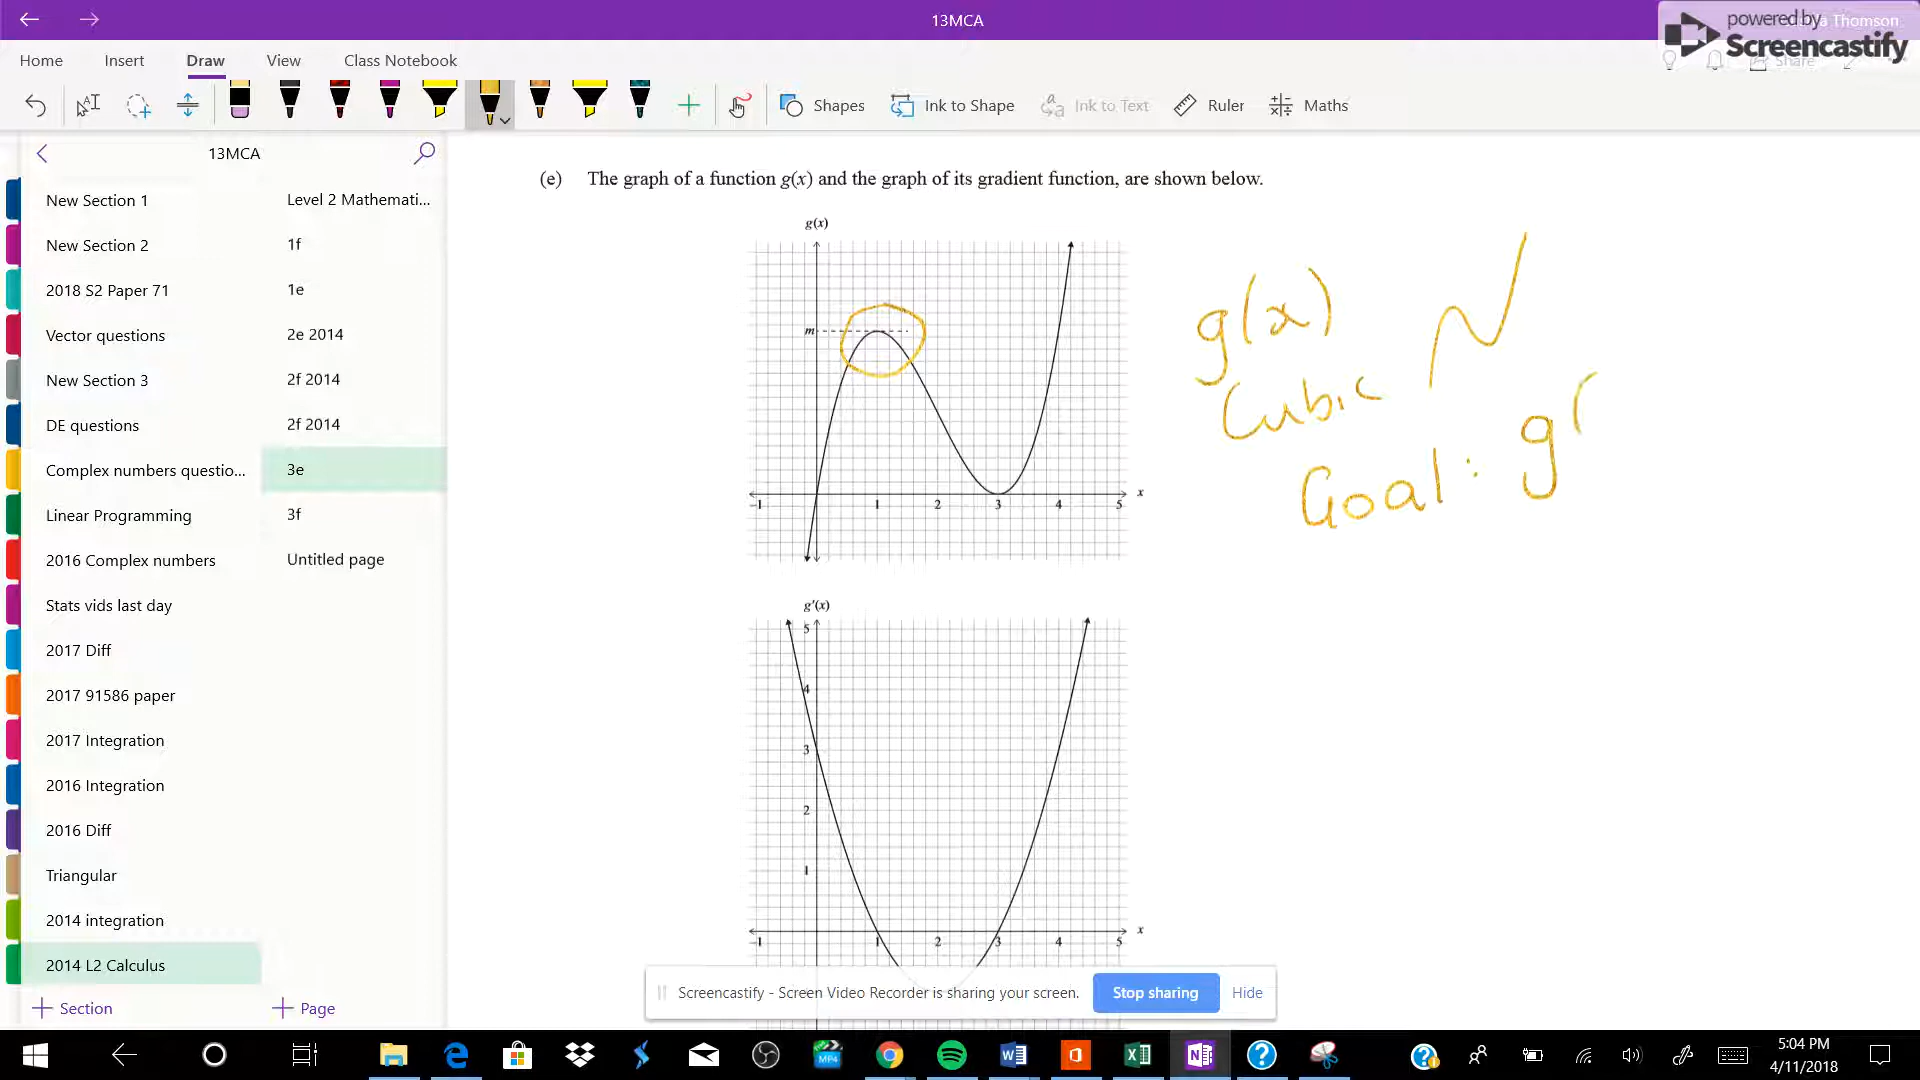 13MCA
Thomson
powered by
Screencastify
Home Insert Draw View Class Notebook
Share
Shapes Ink to Shape Ink to Text Ruler Maths
13MCA
New Section 1
New Section 2
2018 S2 Paper 71
Vector questions
New Section 3
DE questions
Complex numbers questio...
Linear Programming
2016 Complex numbers
Stats vids last day
2017 Diff
2017 91586 paper
2017 Integration
2016 Integration
2016 Diff
Triangular
2014 integration
2014 L2 Calculus
Section
Level 2 Mathemati...
1f
1e
2e 2014
2f 2014
2f 2014
3e
3f
Untitled page
Page
(e) The graph of a function g(x) and the graph of its gradient function, are shown below.
g(x)
m
-1 1 2 3 4 5 x
g(x)
Cubic
Goal: g(
g'(x)
5
4
3
2
1
-1 1 2 3 4 5 x
Screencastify - Screen Video Recorder is sharing your screen. Stop sharing Hide
5:04 PM
4/11/2018